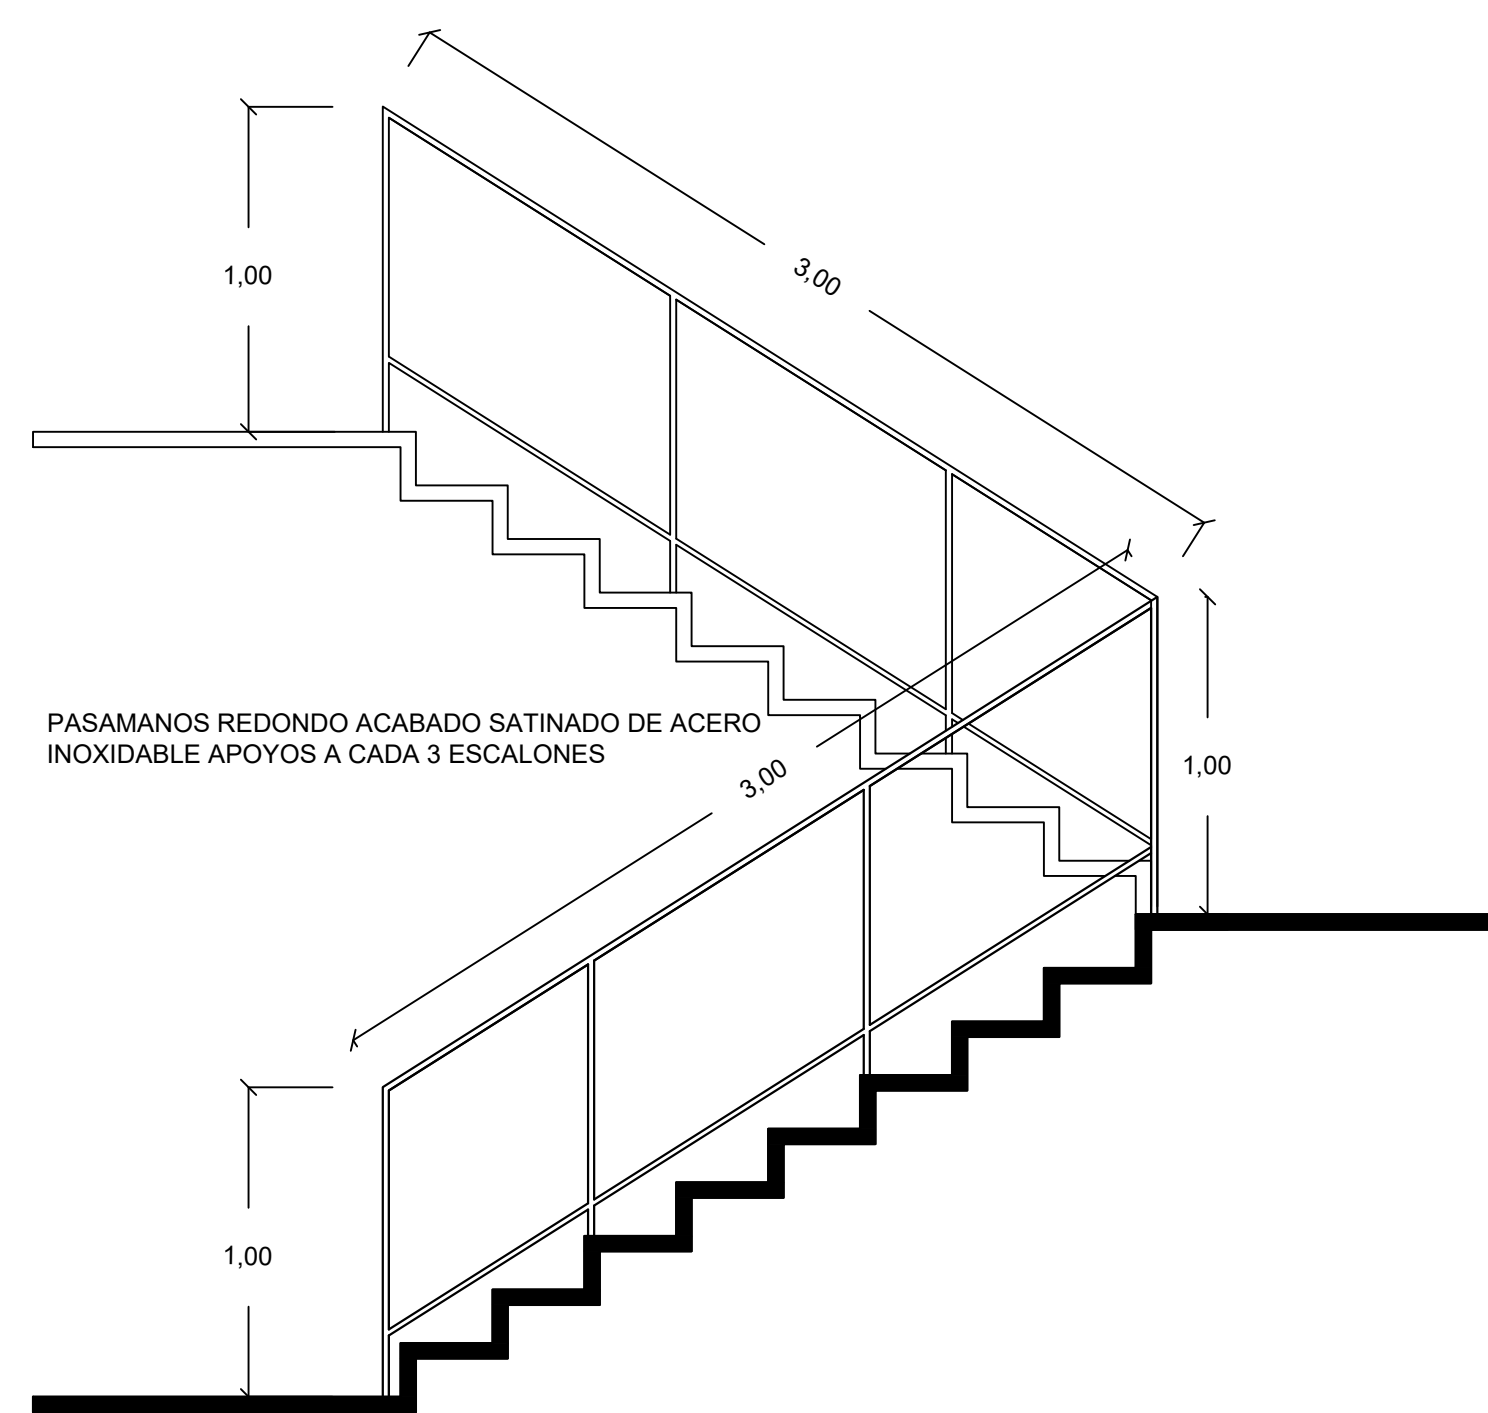 3,00
1,00
PASAMANOS REDONDO ACABADO SATINADO DE ACERO
INOXIDABLE APOYOS A CADA 3 ESCALONES
3,00
1,00
1,00